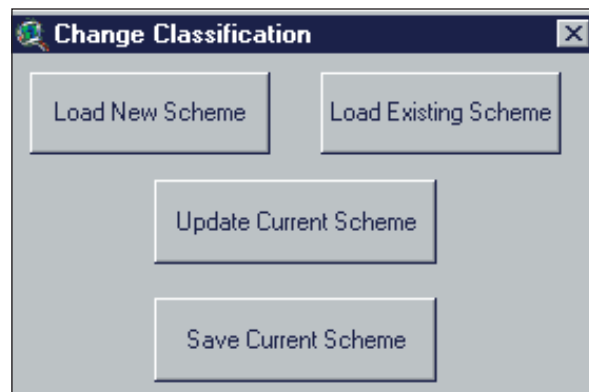 Change Classification
Load New Scheme
Load Existing Scheme
Update Current Scheme
Save Current Scheme